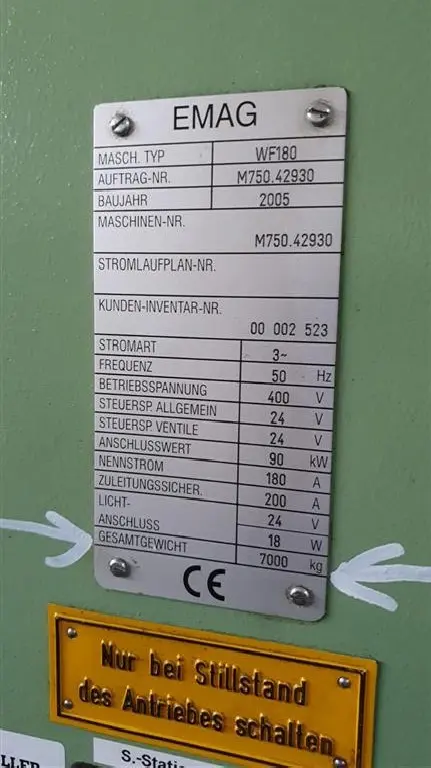 EMAG
MASCH. TYP WF180
AUFTRAG-NR. M750.42930
BAUJAHR 2005
MASCHINEN-NR.
M750.42930
STROMLAUFPLAN-NR.
KUNDEN-INVENTAR-NR.
00 002 523
STROMART 3~
FREQUENZ 50 Hz
BETRIEBSSPANNUNG 400 V
STEUERSP. ALLGEMEIN 24 V
STEUERSP. VENTILE 24 V
ANSCHLUSSWERT 90 kW
NENNSTROM 180 A
ZULEITUNGSSICHER. 200 A
LICHT- 24 V
ANSCHLUSS 18 W
GESAMTGEWICHT 7000 kg
CE
Nur bei Stillstand
des Antriebes schalten
LLER
S.-Statio